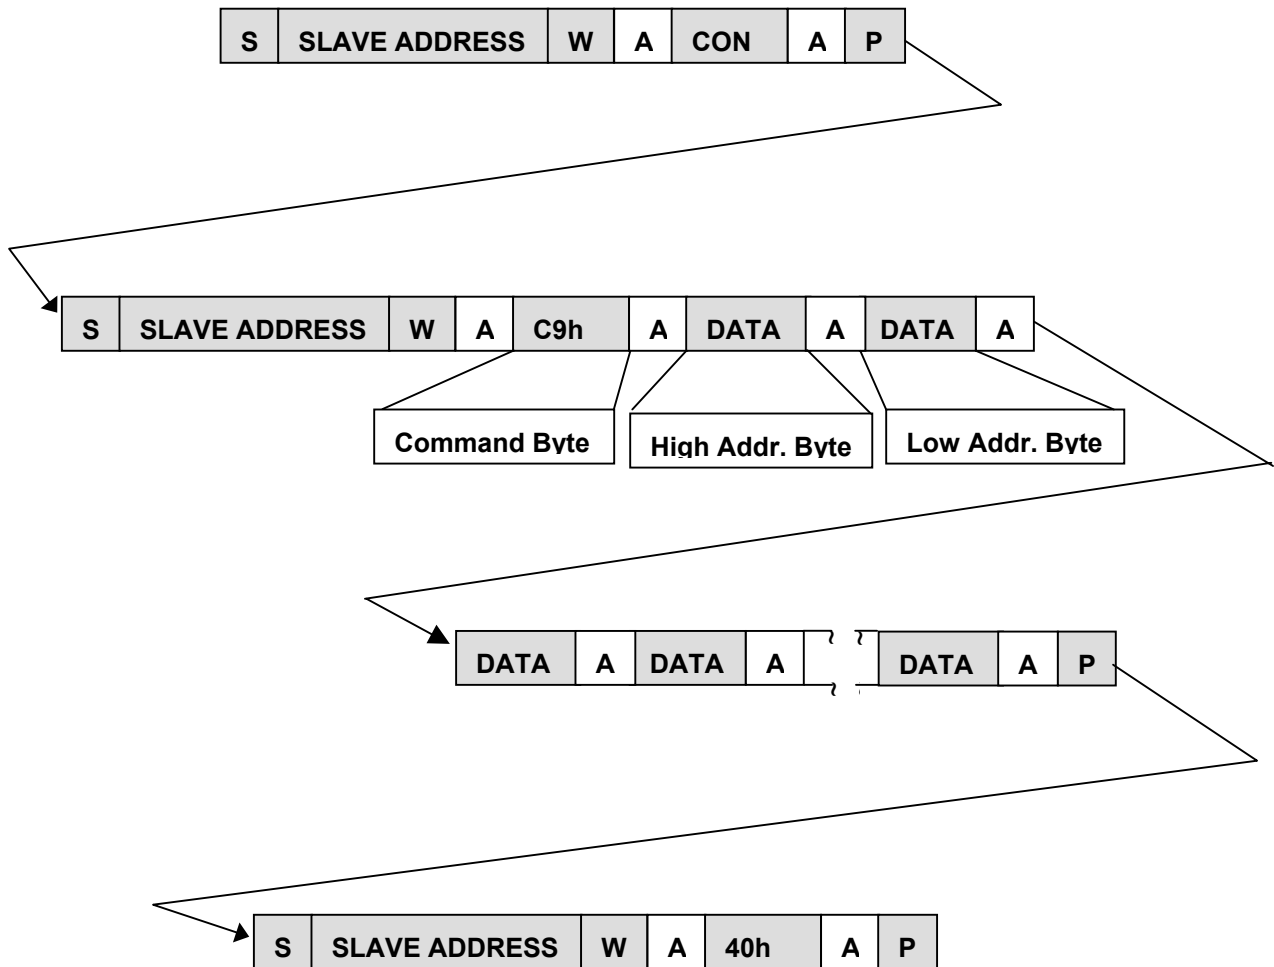 S SLAVE ADDRESS W A CON A P
S SLAVE ADDRESS W A C9h A DATA A DATA A
Command Byte High Addr. Byte Low Addr. Byte
DATA A DATA A DATA A P
S SLAVE ADDRESS W A 40h A P